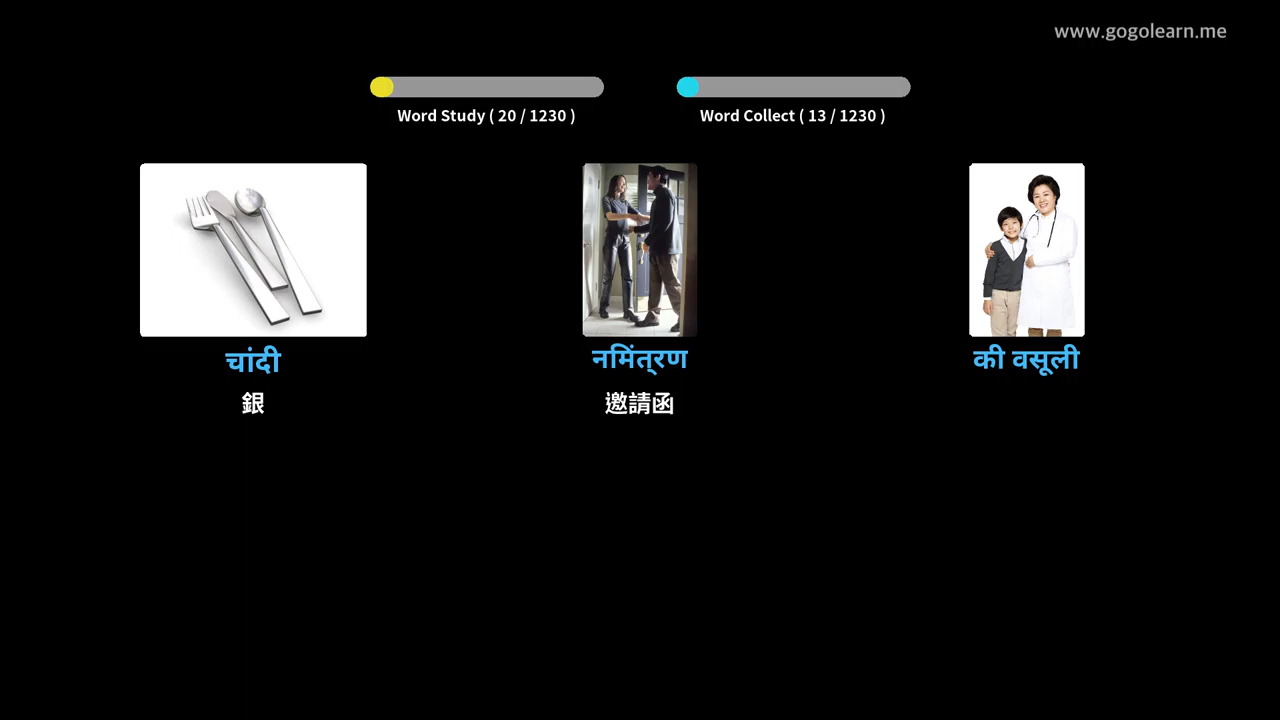 www.gogolearn.me
Word Study ( 20 / 1230 )
Word Collect ( 13 / 1230 )
चांदी
नमिंत्रण
की वसूली
銀
邀請函